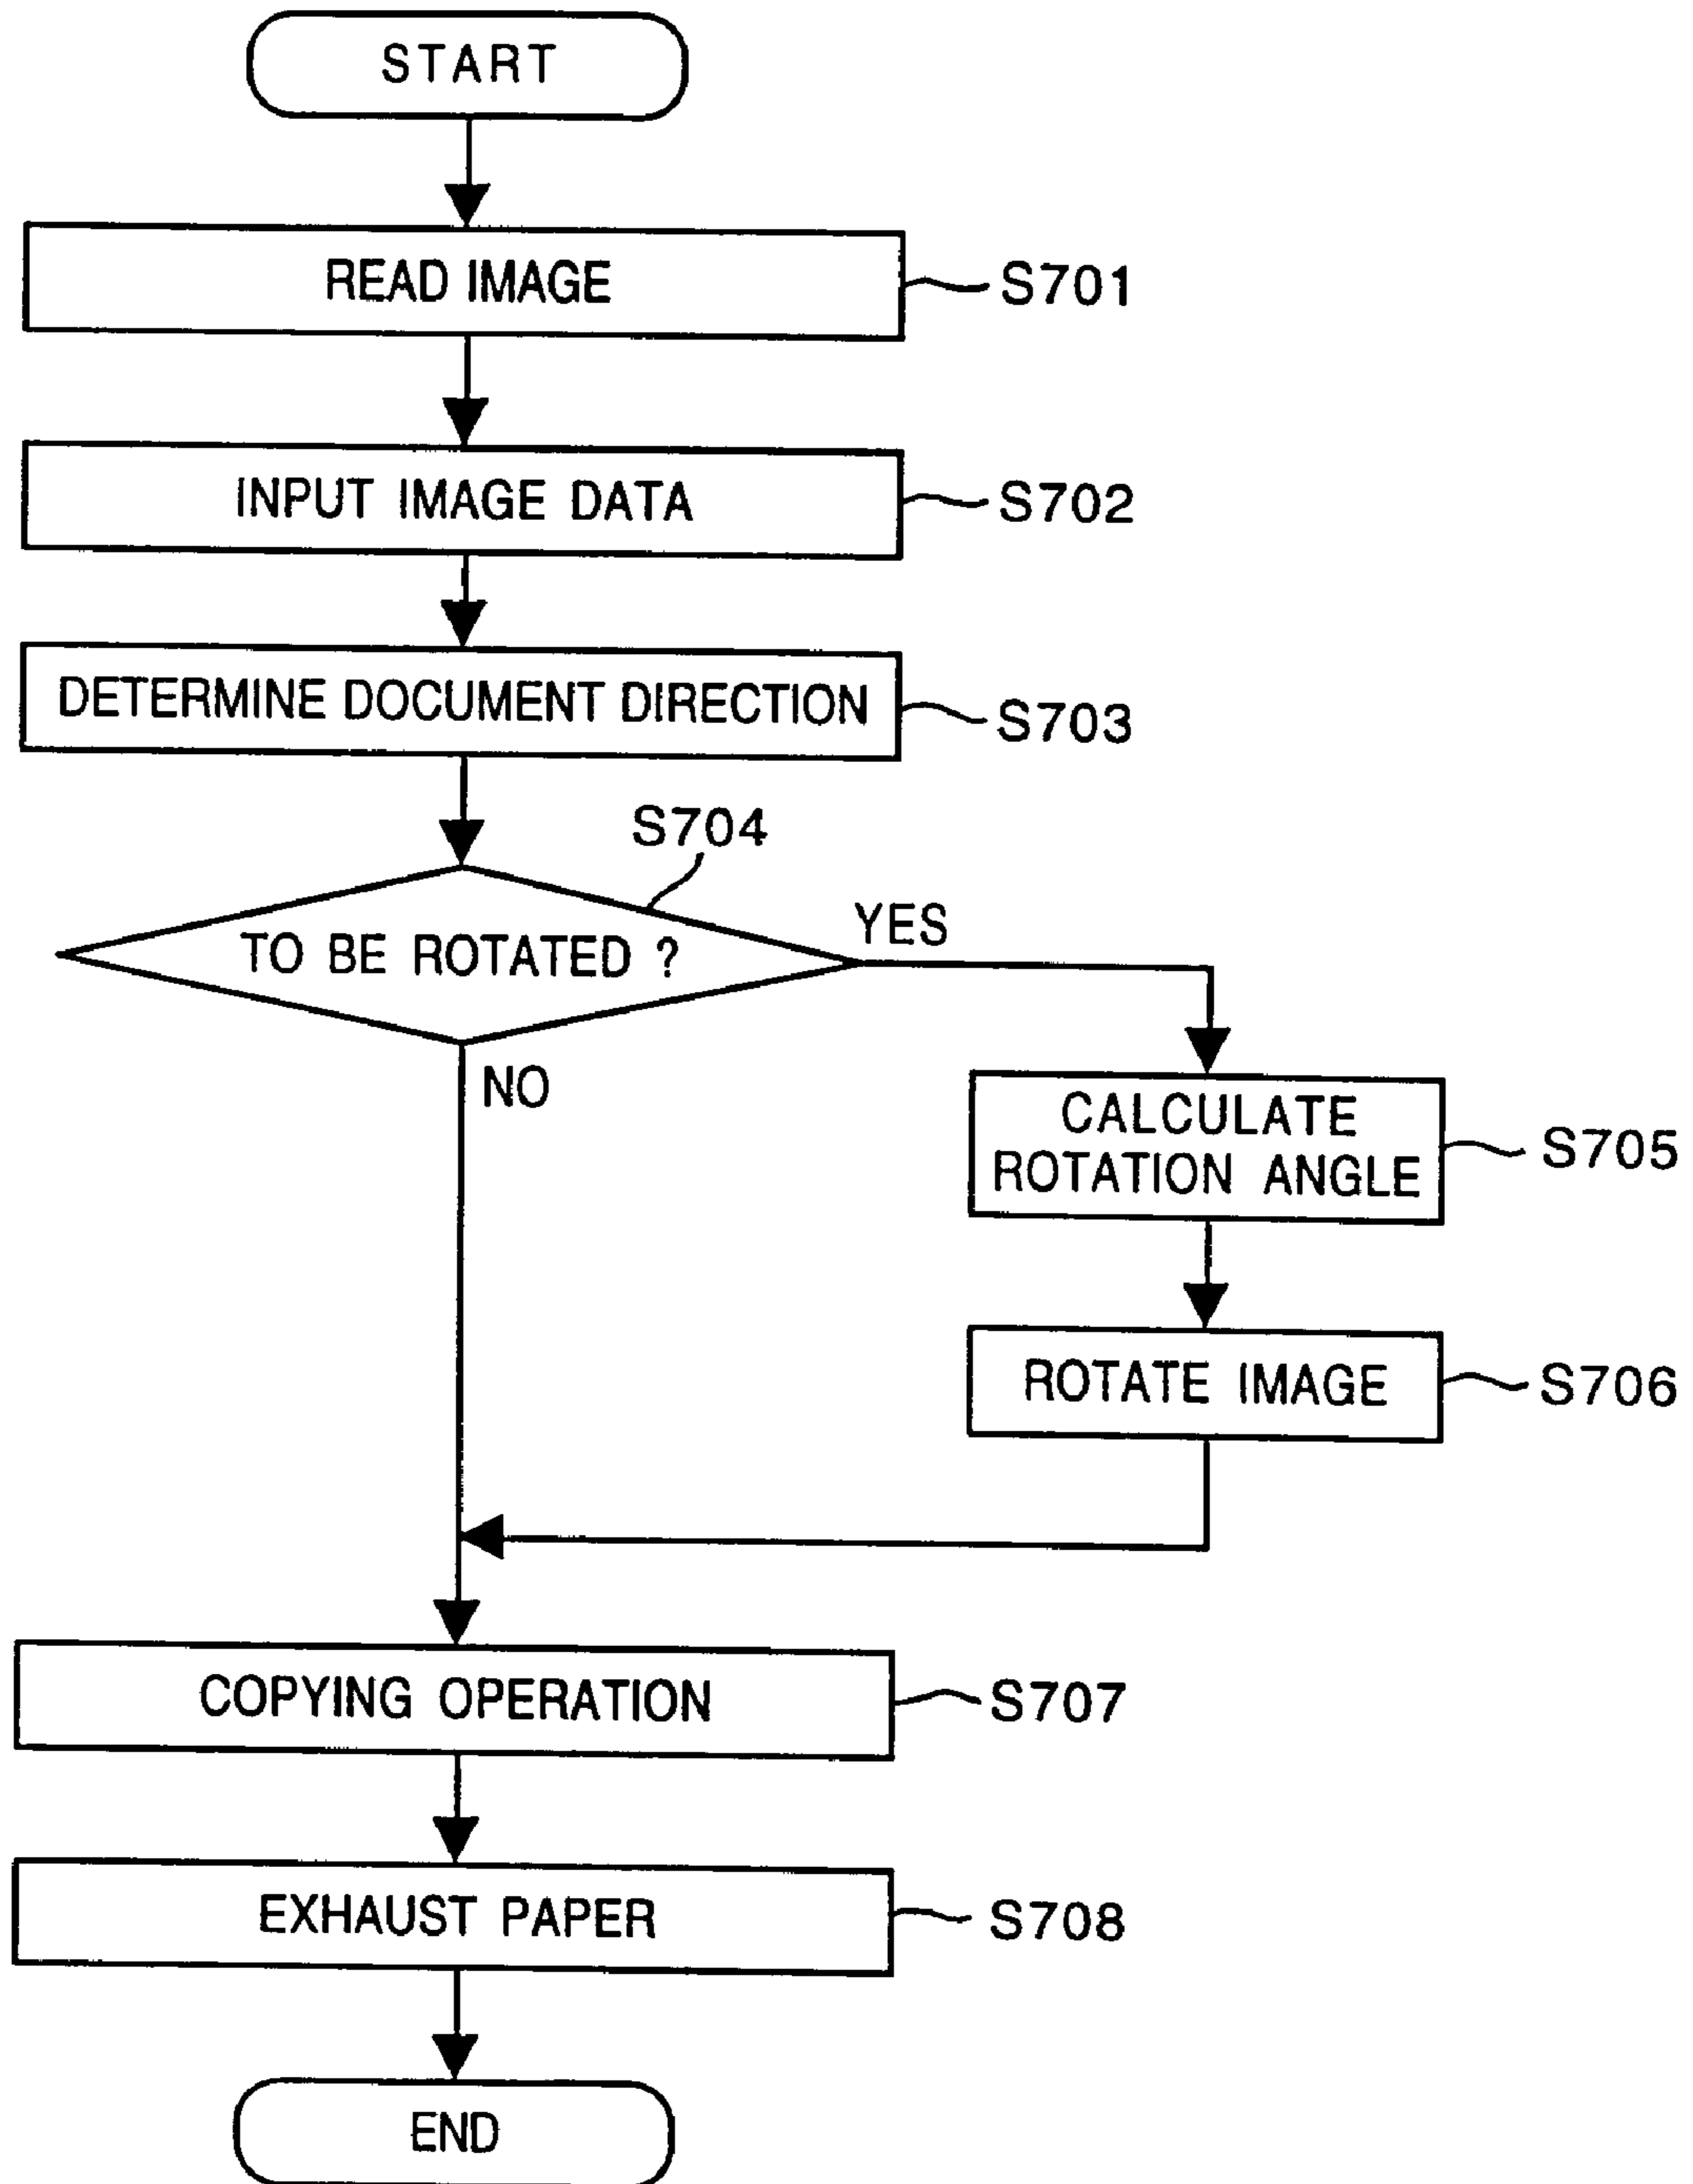 START
READ IMAGE
S701
INPUT IMAGE DATA
S702
DETERMINE DOCUMENT DIRECTION
S703
S704
TO BE ROTATED ?
YES
NO
CALCULATE
ROTATION ANGLE
S705
ROTATE IMAGE
S706
COPYING OPERATION
S707
EXHAUST PAPER
S708
END